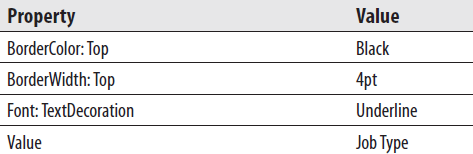 Property Value
BorderColor: Top Black
BorderWidth: Top 4pt
Font: TextDecoration Underline
Value Job Type